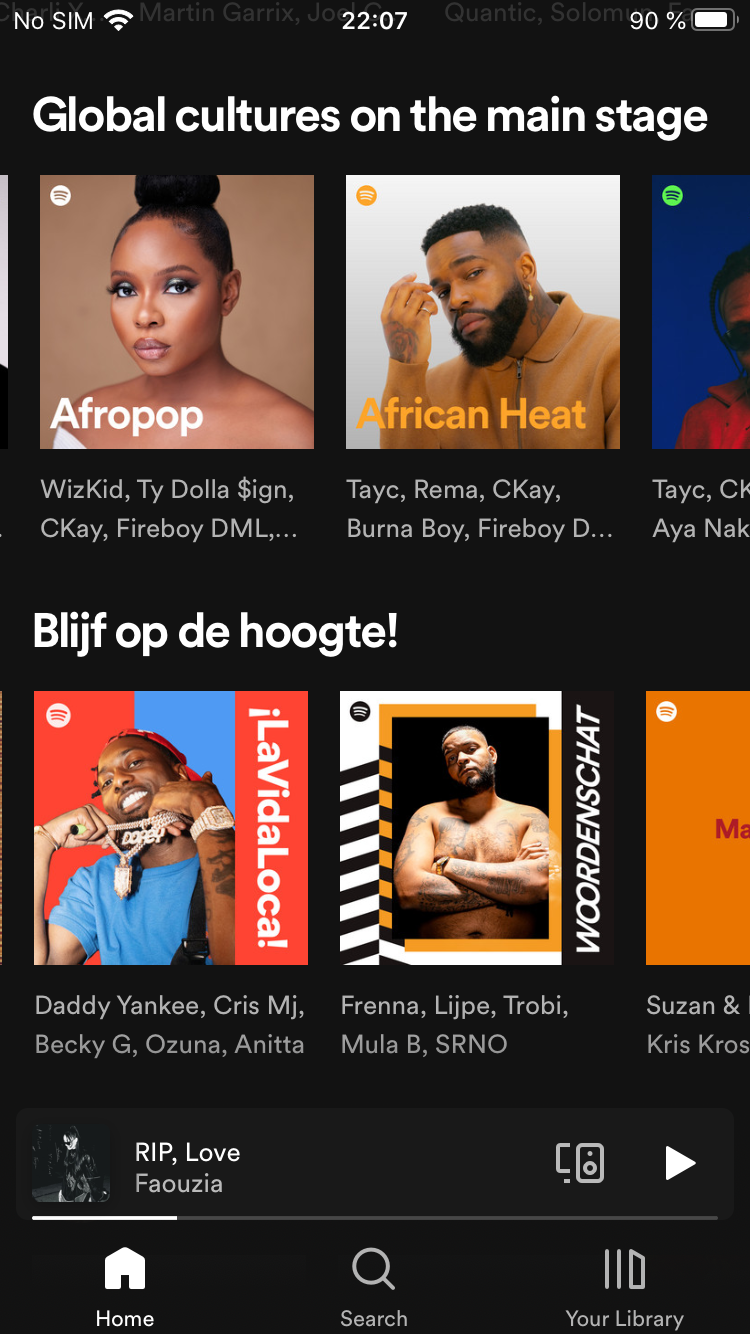 Martin Garrix, Joel C
Quantic, Solomun, Fa
No SIM 22:07 90 %
Global cultures on the main stage
Afropop
African Heat
WizKid, Ty Dolla $ign,
CKay, Fireboy DML,...
Tayc, Rema, CKay,
Burna Boy, Fireboy D...
Tayc, CK
Aya Nak
Blijf op de hoogte!
¡LaVidaLoca!
DOPEY
WOORDENSCHAT
Ma
Daddy Yankee, Cris Mj,
Becky G, Ozuna, Anitta
Frenna, Lijpe, Trobi,
Mula B, SRNO
Suzan &
Kris Kros
RIP, Love
Faouzia
Home
Search
Your Library